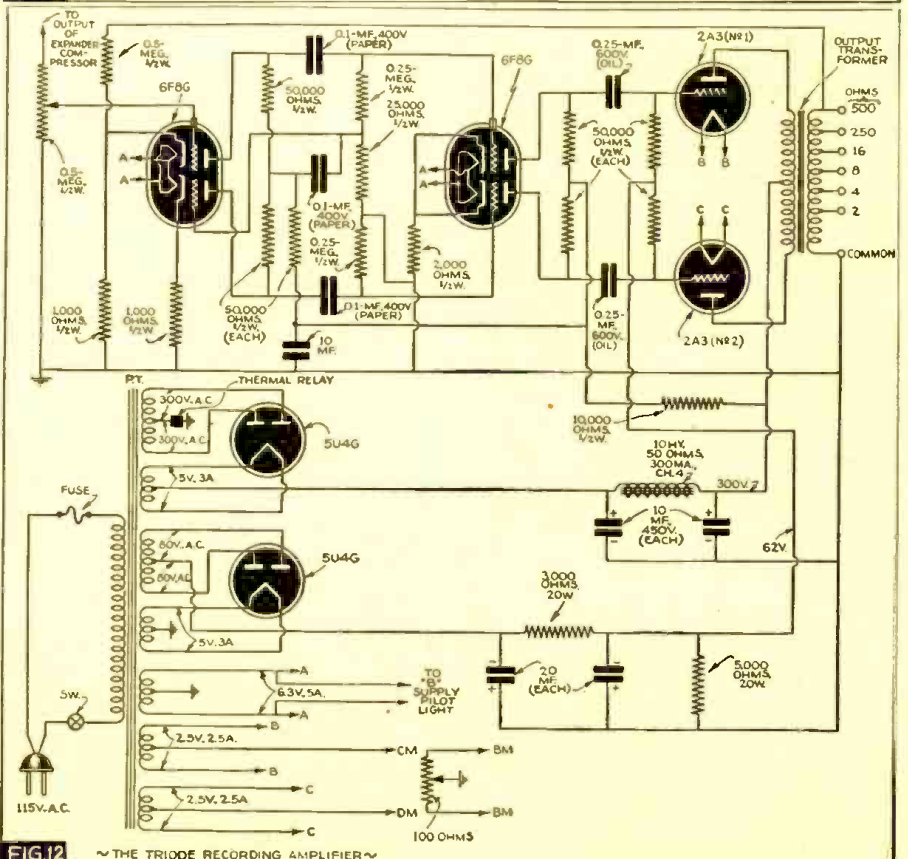 TO
OUTPUT
OF
EXPANDER
COM-
PRESSOR
0.5-
MEG.,
1/2W.
6F8G
0.1-MF., 400V
(PAPER)
50,000
OHMS,
1/2W.
0.25-
MEG.,
1/2W.
25,000
OHMS,
1/2W.
6F8G
0.25-MF.,
600V.
(OIL)
2A3 (Nº1)
OUTPUT
TRANS-
FORMER
OHMS
500
250
16
8
4
2
COMMON
A
A
A
A
50,000
OHMS,
1/2W.
(EACH)
B
B
C
C
0.5-
MEG.,
1/2W.
0.1-MF.
400V
(PAPER)
0.25-
MEG.,
1/2W.
2,000
OHMS,
1/2W.
1,000
OHMS,
1/2W.
1,000
OHMS,
1/2W.
50,000
OHMS,
1/2W.
(EACH)
0.1-MF., 400V
(PAPER)
10
MF.
0.25-
MF.,
600V.
(OIL)
2A3 (Nº2)
P.T.
THERMAL RELAY
300V. A.C.
300V. A.C.
5U4G
10,000
OHMS,
1/2W.
5V. 3A
10 HY.,
50 OHMS,
300 MA.,
CH.4
300V.
FUSE
10
MF.,
450V.
(EACH)
62V.
80V. A.C.
80V. A.C.
5U4G
3,000
OHMS,
20W
5V. 3A.
20
MF.
(EACH)
5,000
OHMS,
20W.
A
6.3V, 5A.
A
TO
"B"
SUPPLY
PILOT
LIGHT
SW.
B
2.5V. 2.5A.
B
CM
BM
C
2.5V. 2.5A
C
DM
BM
100 OHMS
115V. A.C.
FIG.12 ~THE TRIODE RECORDING AMPLIFIER~